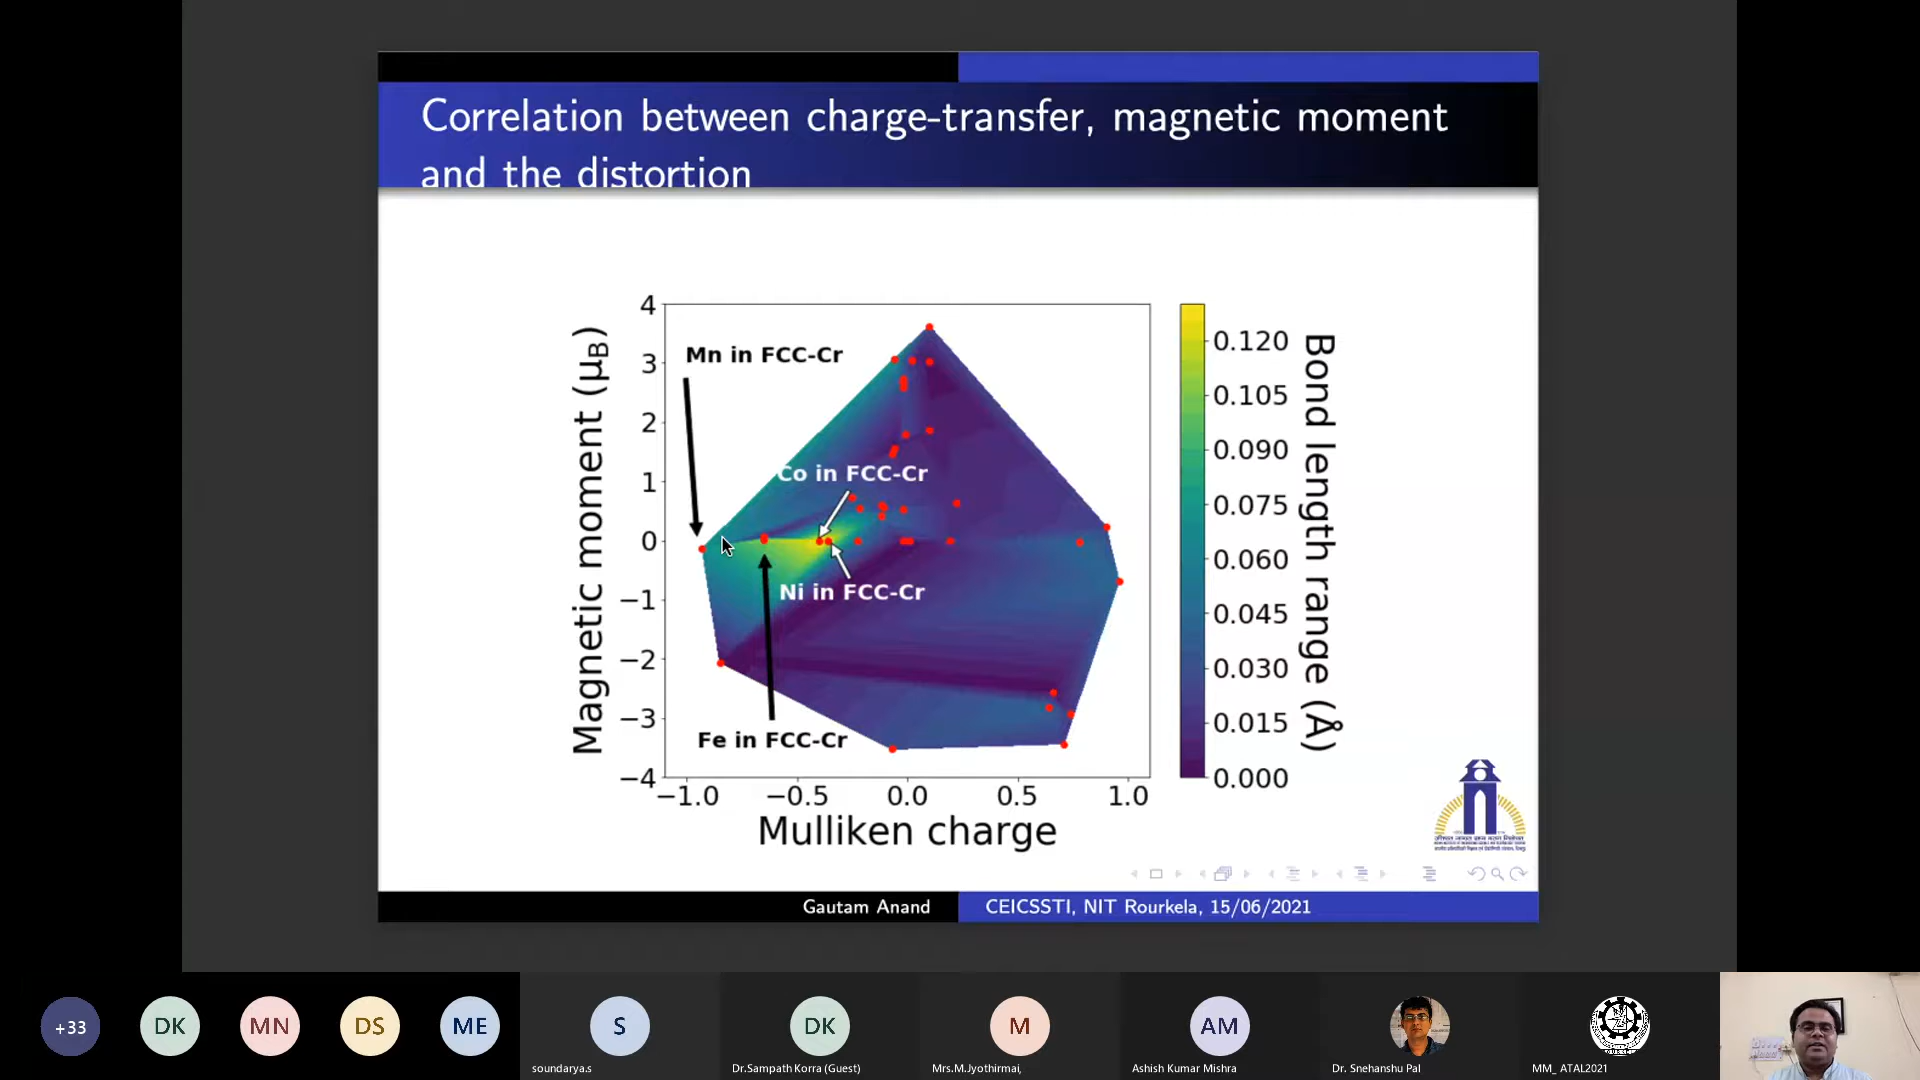 Correlation between charge-transfer, magnetic moment
and the distortion
4
3
2
1
0
−1
−2
−3
−4
Magnetic moment (μB)
Mn in FCC-Cr
Co in FCC-Cr
Ni in FCC-Cr
Fe in FCC-Cr
−1.0 −0.5 0.0 0.5 1.0
Mulliken charge
0.120
0.105
0.090
0.075
0.060
0.045
0.030
0.015
0.000
Bond length range (Å)
Gautam Anand
CEICSSTI, NIT Rourkela, 15/06/2021
+33
DK
MN
DS
ME
S
DK
M
AM
soundarya.s
Dr.Sampath Korra (Guest)
Mrs.M.Jyothirmai,
Ashish Kumar Mishra
Dr. Snehanshu Pal
MM_ ATAL2021